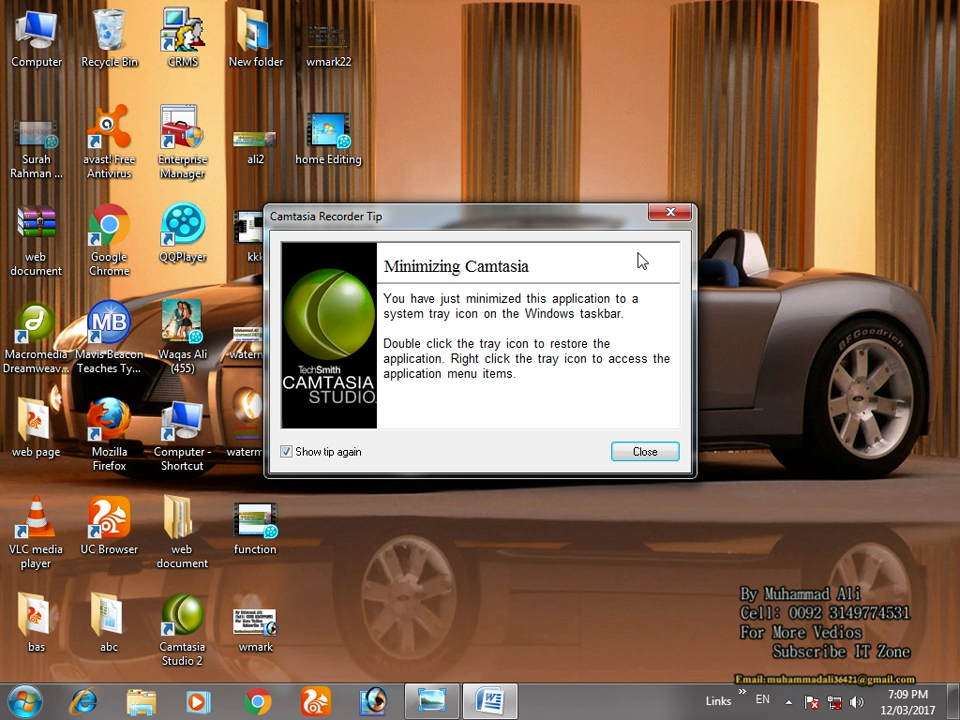 Computer
Recycle Bin
CRMS
New folder
wmark22
Surah
Rahman ...
avast! Free
Antivirus
Enterprise
Manager
ali2
home Editing
web
document
Google
Chrome
QQPlayer
kkk
Camtasia Recorder Tip
Minimizing Camtasia
You have just minimized this application to a
system tray icon on the Windows taskbar.
Double click the tray icon to restore the
application. Right click the tray icon to access the
application menu items.
TechSmith
CAMTASIA
STUDIO
Show tip again
Close
Macromedia
Dreamweav...
MB
Mavis Beacon
Teaches Ty...
Waqas Ali
(455)
watern
web page
Mozilla
Firefox
Computer -
Shortcut
watern
BFGoodrich
VLC media
player
UC Browser
web
document
function
bas
abc
Camtasia
Studio 2
wmark
By Muhammad Ali
Cell: 0092 3149774531
For More Vedios
Subscribe IT Zone
Email:muhammadali36421@gmail.com
Links
EN
7:09 PM
12/03/2017